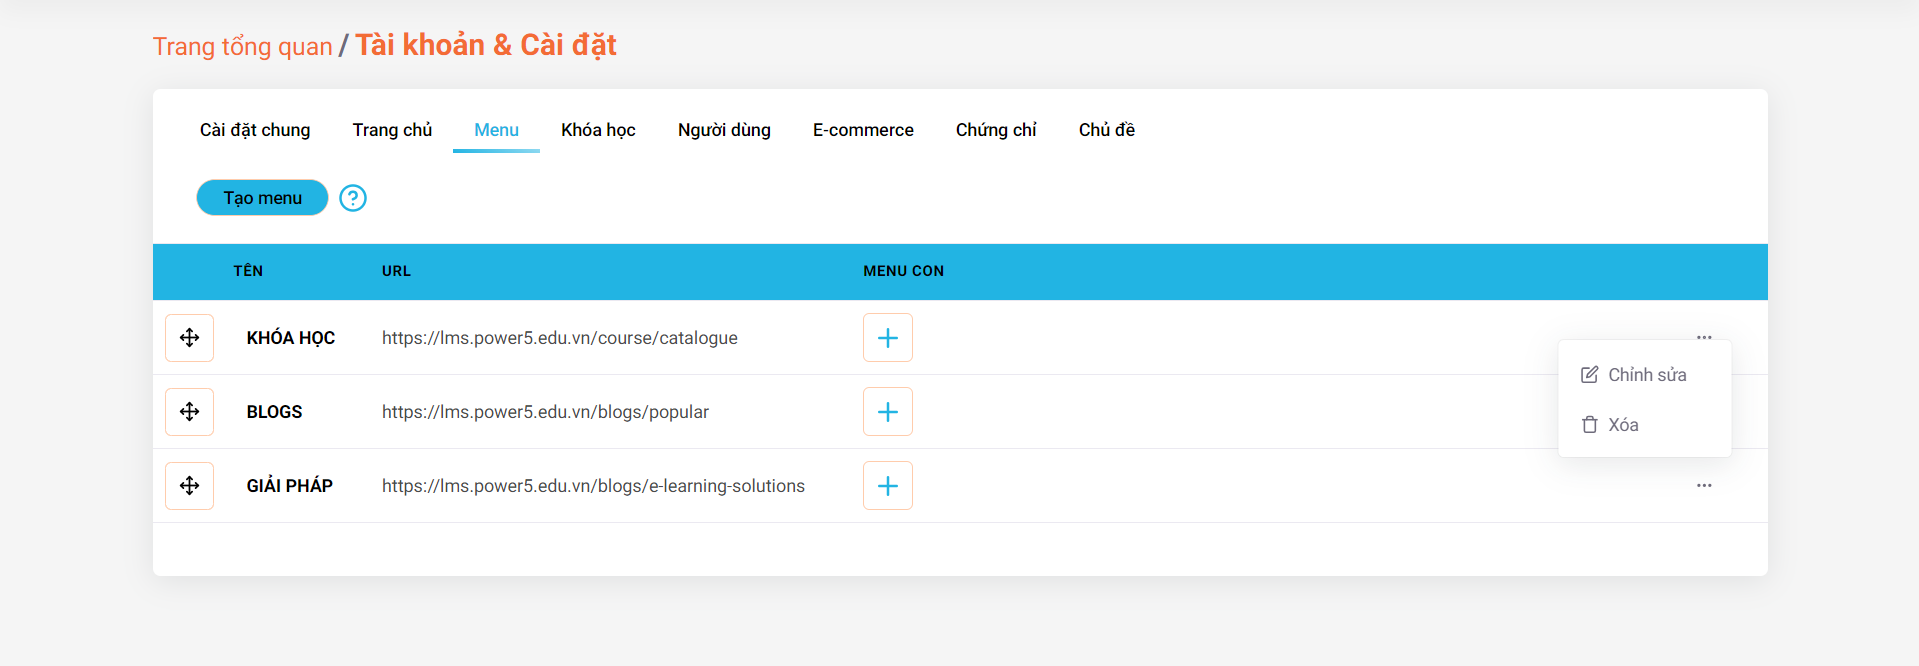 Trang tổng quan / Tài khoản & Cài đặt
Cài đặt chung Trang chủ Menu Khóa học Người dùng E-commerce Chứng chỉ Chủ đề
Tạo menu ?
TÊN URL MENU CON
KHÓA HỌC https://lms.power5.edu.vn/course/catalogue
Chỉnh sửa
BLOGS https://lms.power5.edu.vn/blogs/popular
Xóa
GIẢI PHÁP https://lms.power5.edu.vn/blogs/e-learning-solutions